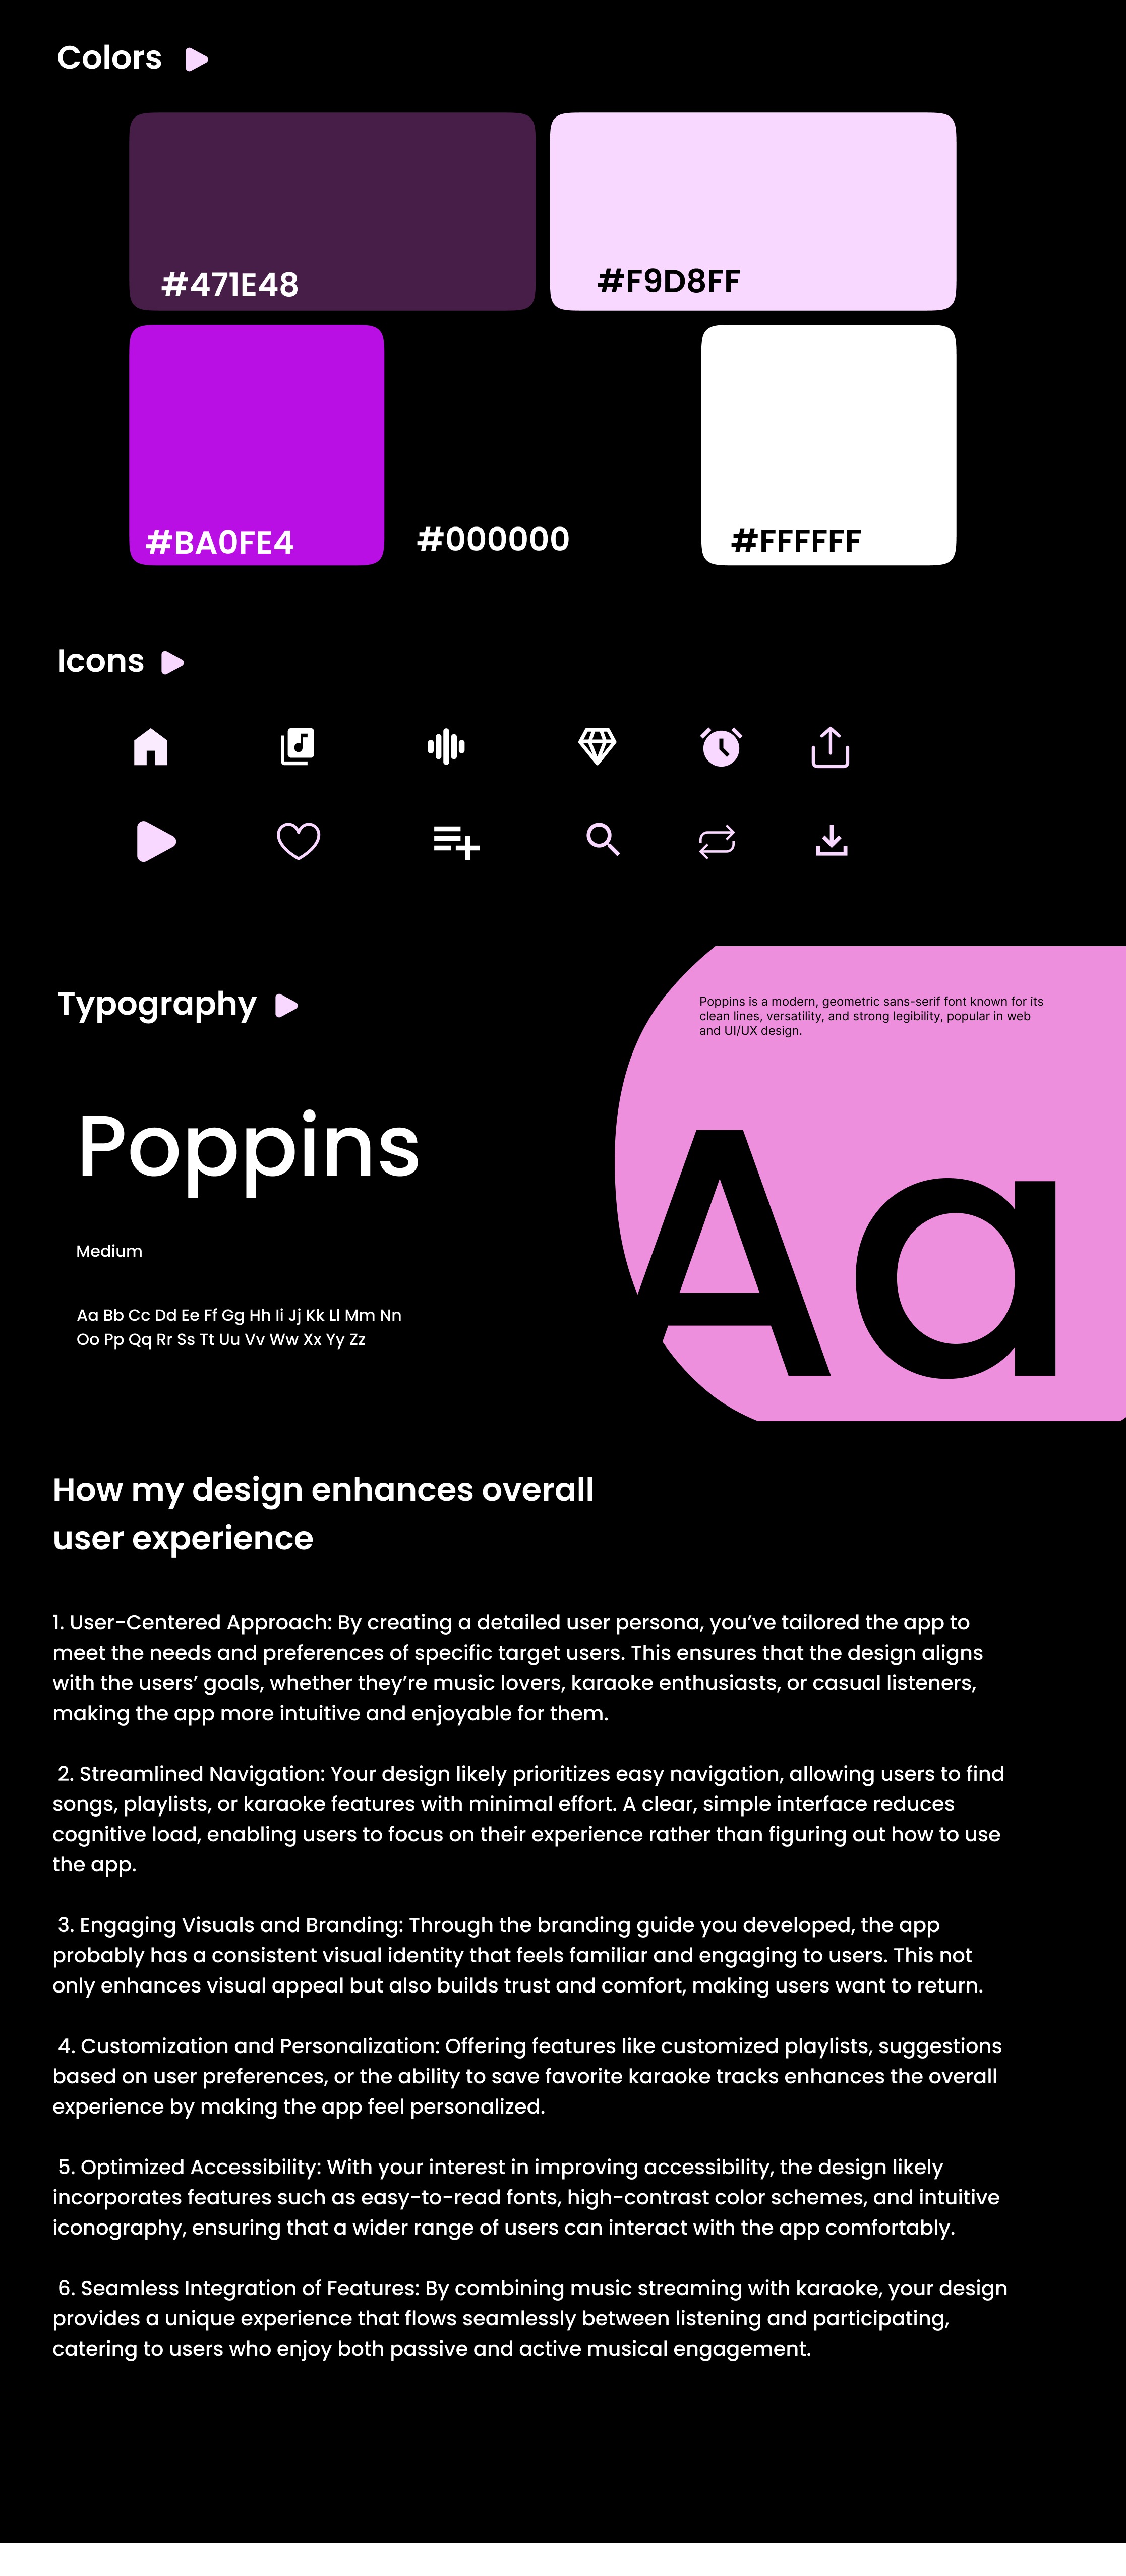 Colors
#471E48
#F9D8FF
#BA0FE4
#000000
#FFFFFF
Icons
Typography
Poppins is a modern, geometric sans-serif font known for its
clean lines, versatility, and strong legibility, popular in web
and UI/UX design.
Poppins
Aa
Medium
Aa Bb Cc Dd Ee Ff Gg Hh Ii Jj Kk Ll Mm Nn
Oo Pp Qq Rr Ss Tt Uu Vv Ww Xx Yy Zz
How my design enhances overall
user experience
1. User-Centered Approach: By creating a detailed user persona, you’ve tailored the app to
meet the needs and preferences of specific target users. This ensures that the design aligns
with the users’ goals, whether they’re music lovers, karaoke enthusiasts, or casual listeners,
making the app more intuitive and enjoyable for them.
2. Streamlined Navigation: Your design likely prioritizes easy navigation, allowing users to find
songs, playlists, or karaoke features with minimal effort. A clear, simple interface reduces
cognitive load, enabling users to focus on their experience rather than figuring out how to use
the app.
3. Engaging Visuals and Branding: Through the branding guide you developed, the app
probably has a consistent visual identity that feels familiar and engaging to users. This not
only enhances visual appeal but also builds trust and comfort, making users want to return.
4. Customization and Personalization: Offering features like customized playlists, suggestions
based on user preferences, or the ability to save favorite karaoke tracks enhances the overall
experience by making the app feel personalized.
5. Optimized Accessibility: With your interest in improving accessibility, the design likely
incorporates features such as easy-to-read fonts, high-contrast color schemes, and intuitive
iconography, ensuring that a wider range of users can interact with the app comfortably.
6. Seamless Integration of Features: By combining music streaming with karaoke, your design
provides a unique experience that flows seamlessly between listening and participating,
catering to users who enjoy both passive and active musical engagement.